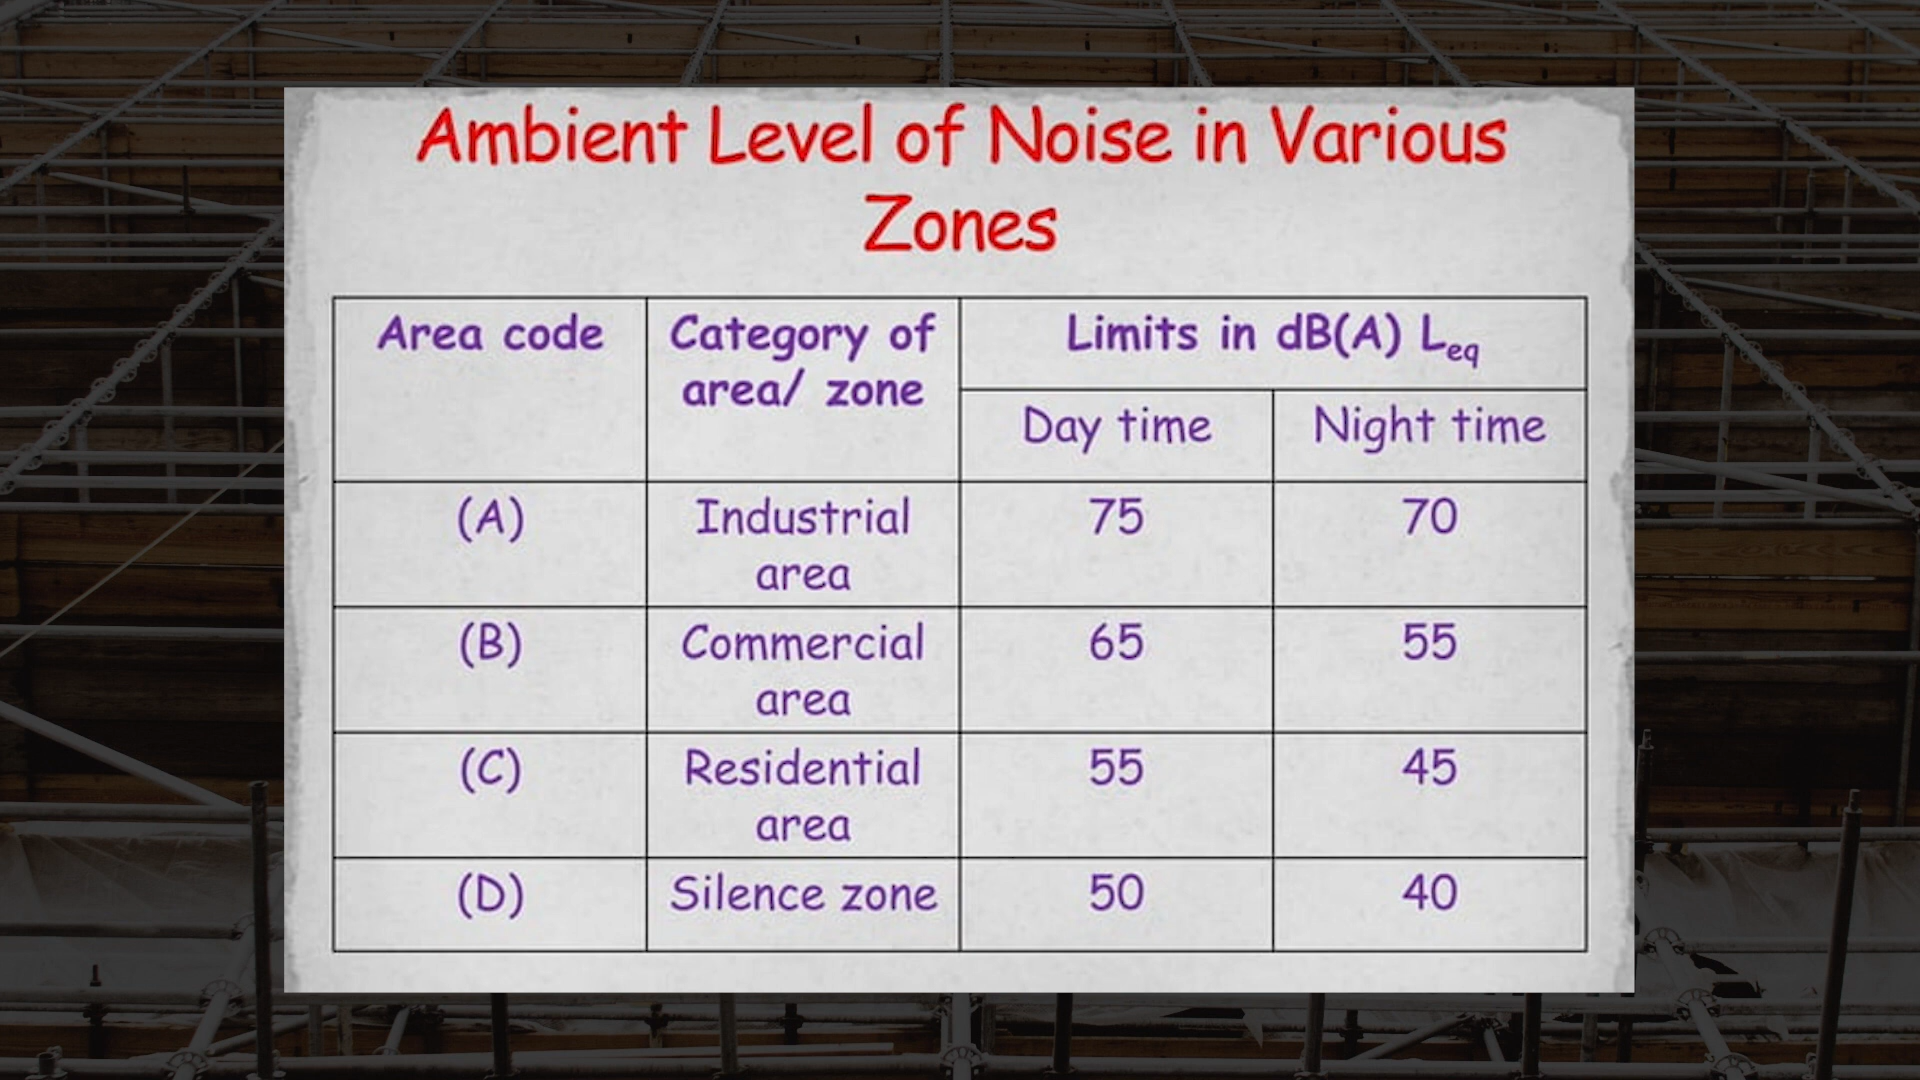 Ambient Level of Noise in Various
Zones
Area code
Category of
area/ zone
Limits in dB(A) Leq
Day time
Night time
(A)
Industrial
area
75
70
(B)
Commercial
area
65
55
(C)
Residential
area
55
45
(D)
Silence zone
50
40